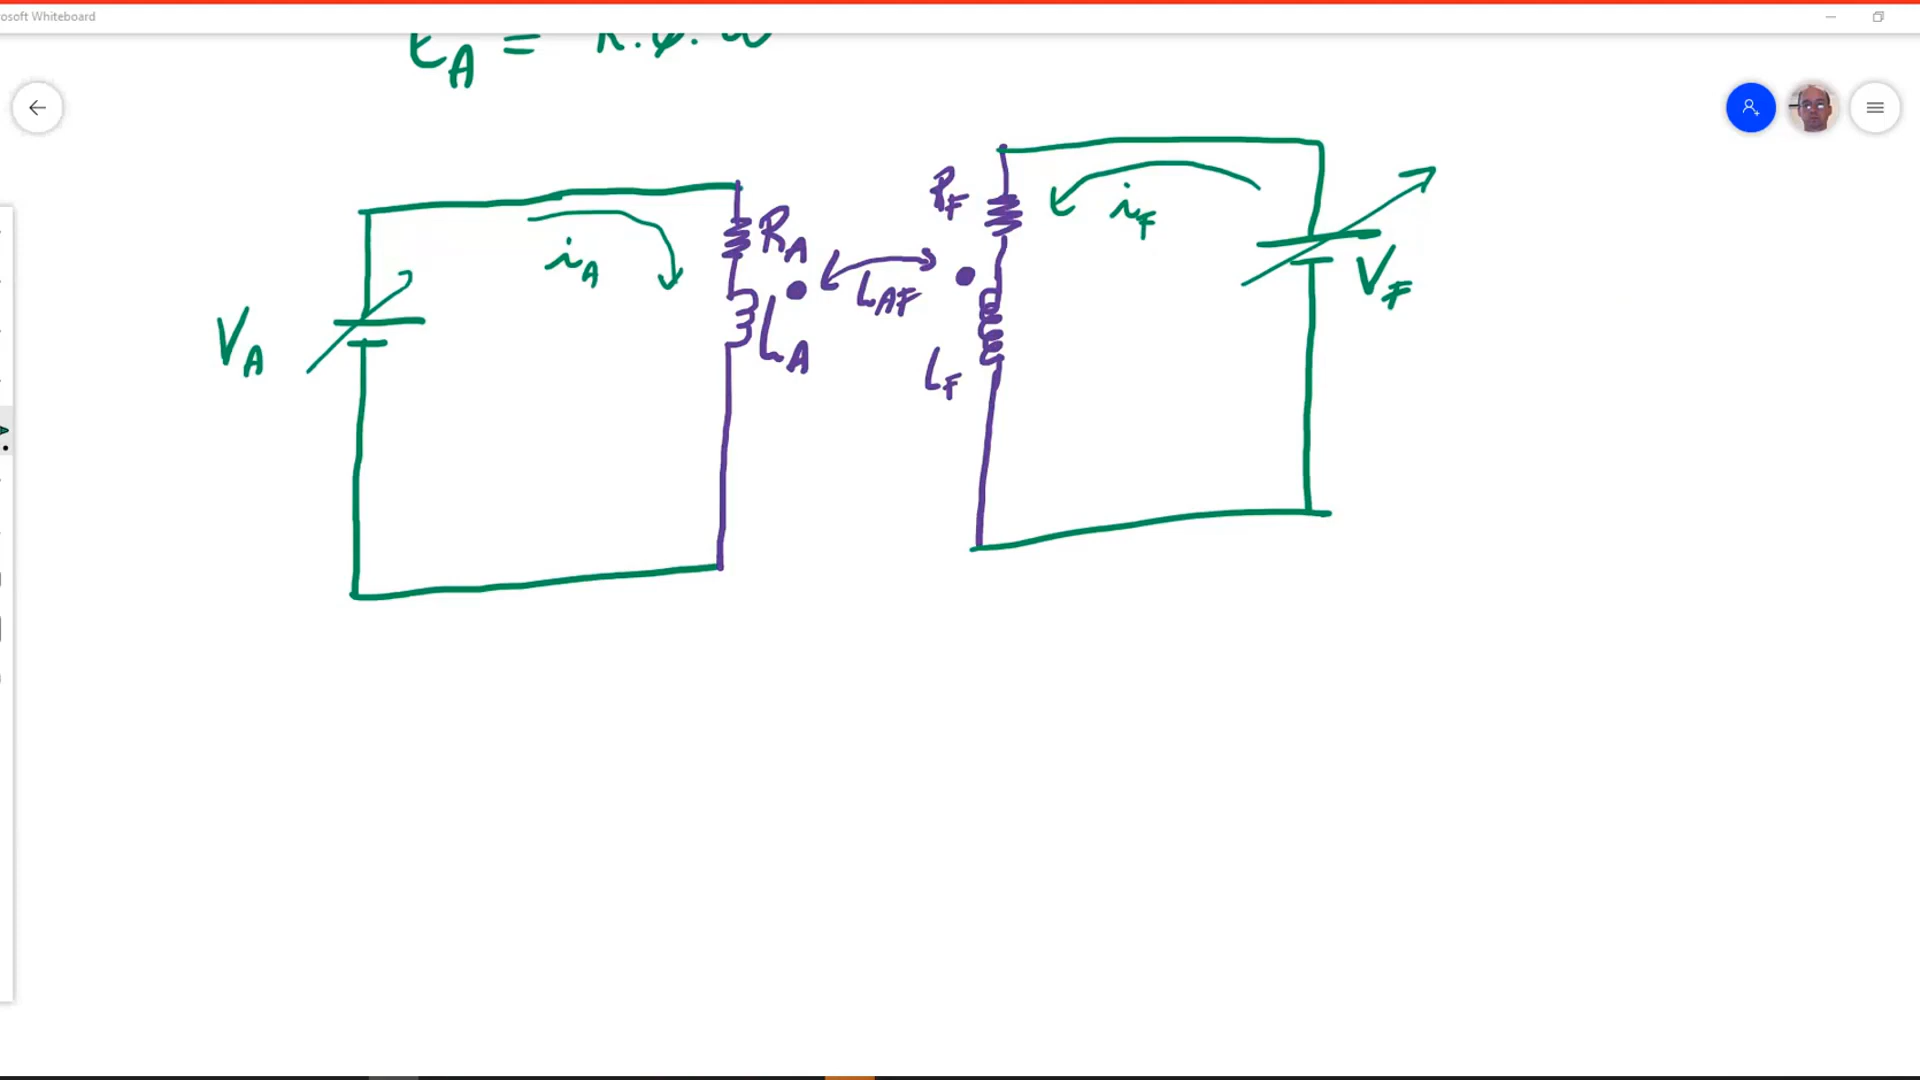 osoft Whiteboard
E_A = K.φ.ω
R_F
i_F
R_A
i_A
L_AF
V_F
V_A
L_A
L_F